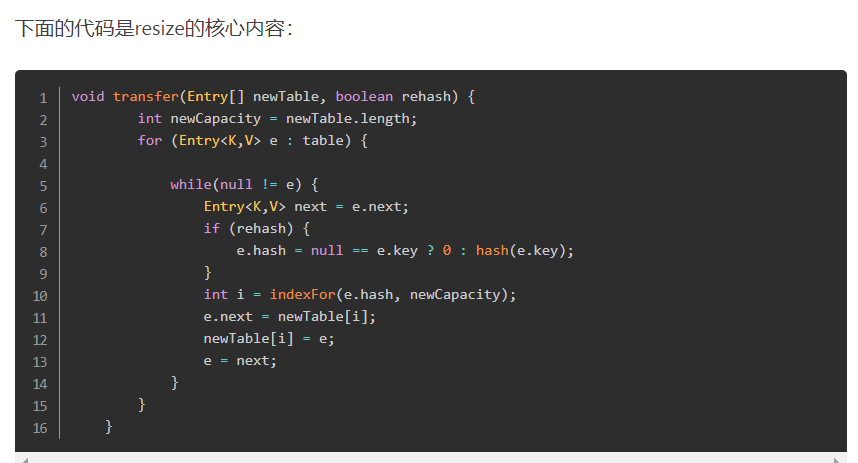 下面的代码是resize的核心内容：
1 void transfer(Entry[] newTable, boolean rehash) {
2         int newCapacity = newTable.length;
3         for (Entry<K,V> e : table) {
4
5             while(null != e) {
6                 Entry<K,V> next = e.next;
7                 if (rehash) {
8                     e.hash = null == e.key ? 0 : hash(e.key);
9                 }
10                 int i = indexFor(e.hash, newCapacity);
11                 e.next = newTable[i];
12                 newTable[i] = e;
13                 e = next;
14             }
15         }
16     }